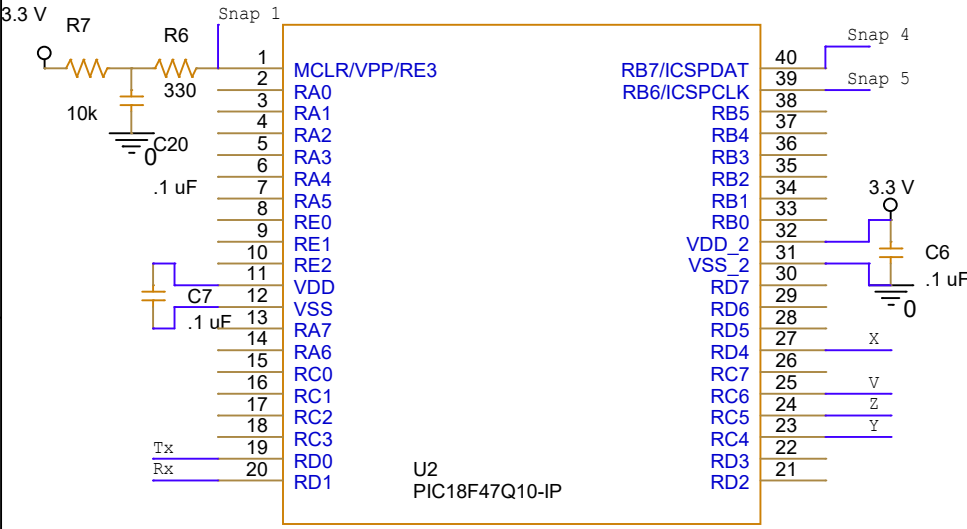 3.3 V
R7
R6
10k
330
C20
0
.1 uF
Snap 1
1
MCLR/VPP/RE3
2
RA0
3
RA1
4
RA2
5
RA3
6
RA4
7
RA5
8
RE0
9
RE1
10
RE2
11
VDD
12
VSS
13
RA7
14
RA6
15
RC0
16
RC1
17
RC2
18
RC3
19
RD0
20
RD1
C7
.1 uF
Tx
Rx
U2
PIC18F47Q10-IP
40
RB7/ICSPDAT
39
RB6/ICSPCLK
38
RB5
37
RB4
36
RB3
35
RB2
34
RB1
33
RB0
32
VDD_2
31
VSS_2
30
RD7
29
RD6
28
RD5
27
RD4
26
RC7
25
RC6
24
RC5
23
RC4
22
RD3
21
RD2
Snap 4
Snap 5
3.3 V
C6
.1 uF
0
X
V
Z
Y